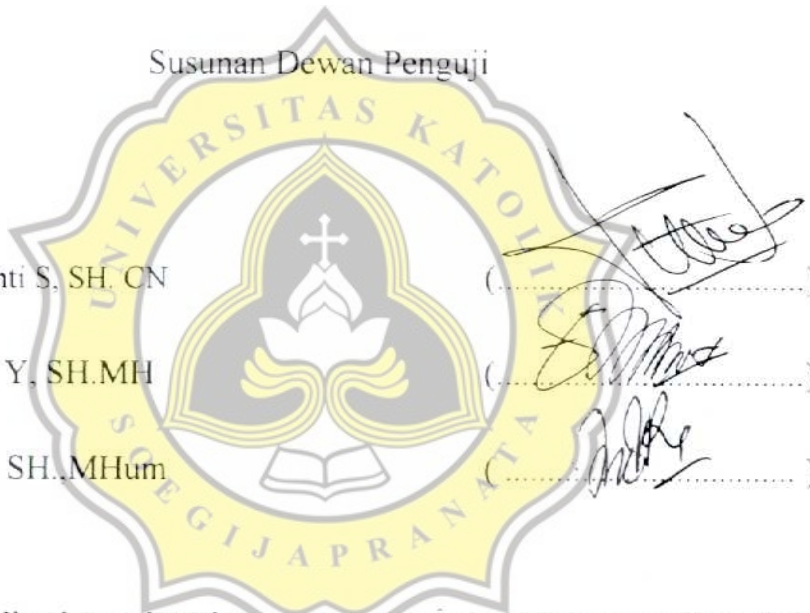 Susunan Dewan Penguji
UNIVERSITAS KATOLIK
nti S, SH. CN (........................................)
Y, SH.MH (........................................)
SH.,MHum (........................................)
SOEGIJAPRANATA